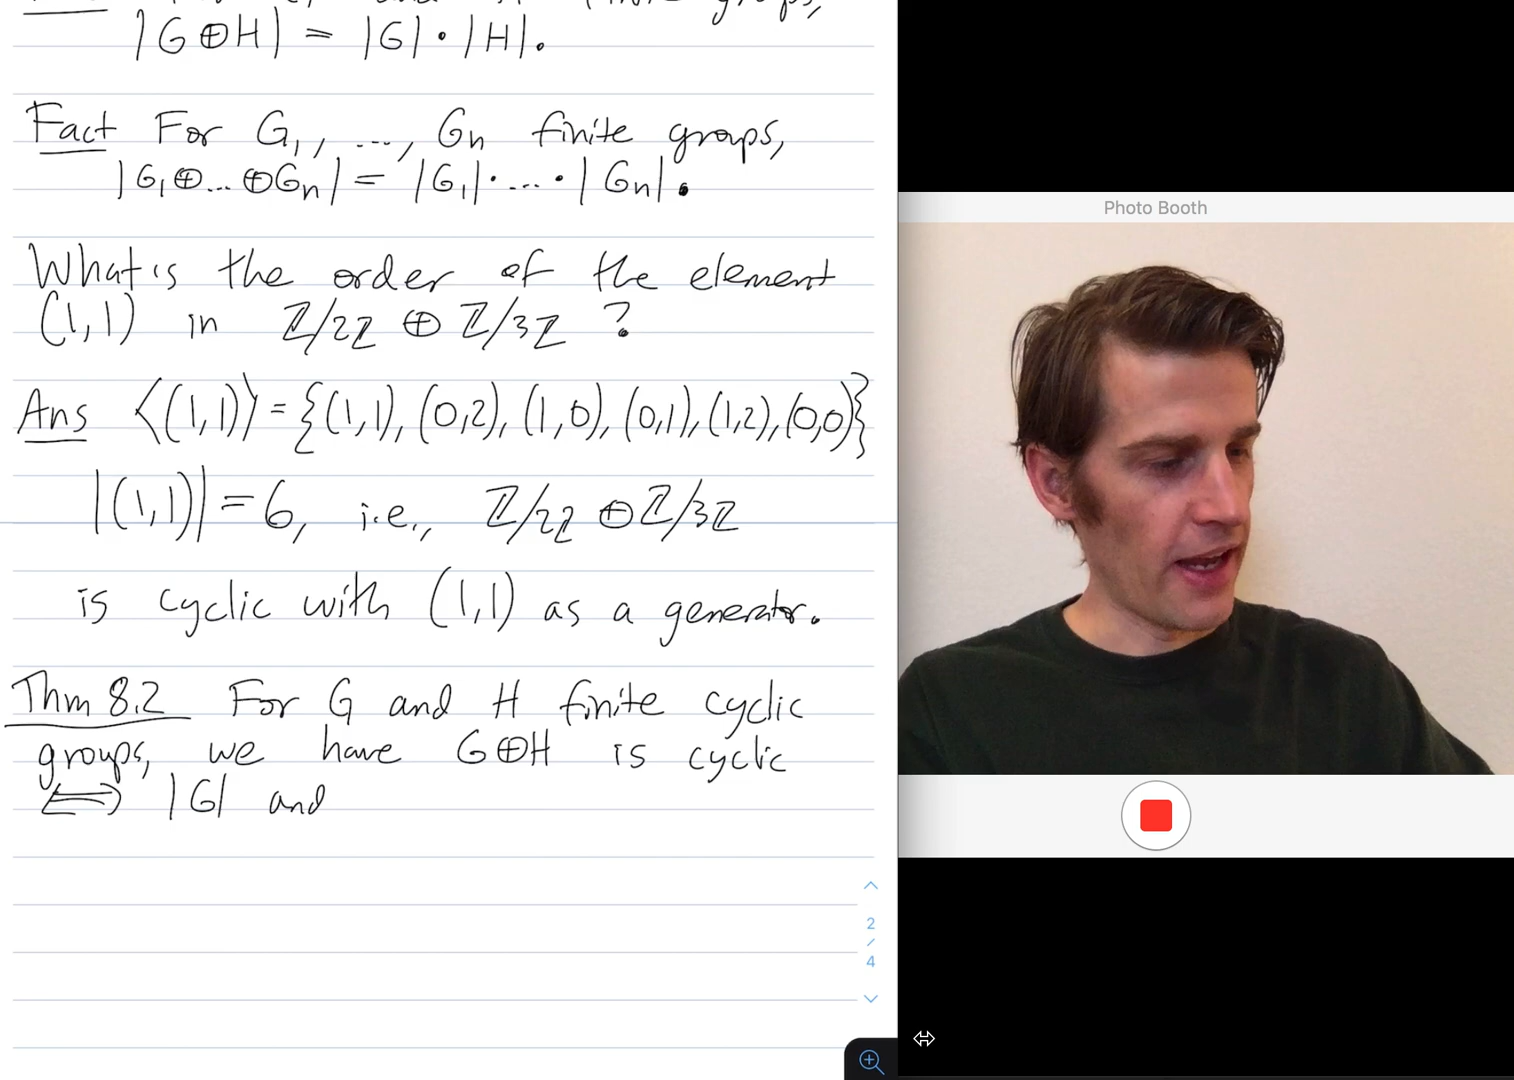 |G⊕H| = |G|·|H|.
Fact For G₁, ..., Gₙ finite groups,
|G₁⊕...⊕Gₙ| = |G₁|·....·|Gₙ|.
What is the order of the element
(1,1) in ℤ/2ℤ ⊕ ℤ/3ℤ ?
Ans ⟨(1,1)⟩ = {(1,1), (0,2), (1,0), (0,1), (1,2), (0,0)}
|(1,1)| = 6, i.e., ℤ/2ℤ ⊕ ℤ/3ℤ
is cyclic with (1,1) as a generator.
Thm 8.2 For G and H finite cyclic
groups, we have G⊕H is cyclic
⟺ |G| and
Photo Booth
2
/
4